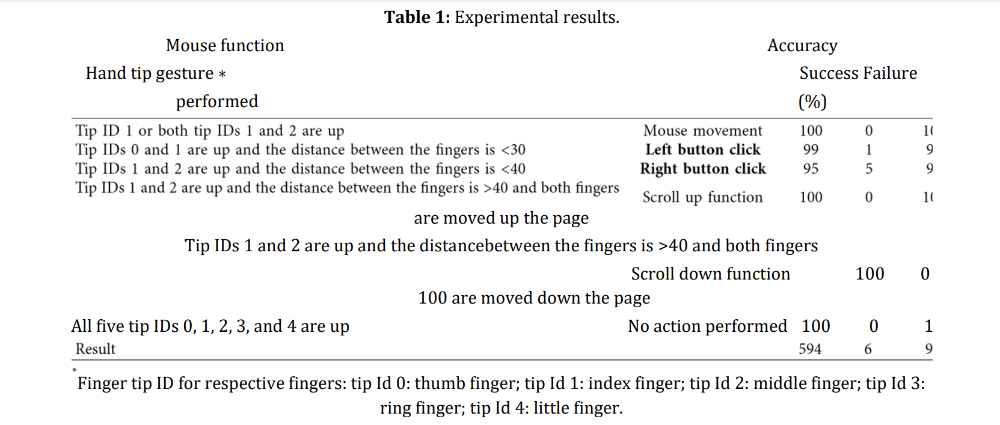 Table 1: Experimental results.
Mouse function Accuracy
Hand tip gesture * Success Failure
performed (%)
Tip ID 1 or both tip IDs 1 and 2 are up Mouse movement 100 0
Tip IDs 0 and 1 are up and the distance between the fingers is <30 Left button click 99 1 9
Tip IDs 1 and 2 are up and the distance between the fingers is <40 Right button click 95 5 9
Tip IDs 1 and 2 are up and the distance between the fingers is >40 and both fingers
Scroll up function 100 0
are moved up the page
Tip IDs 1 and 2 are up and the distancebetween the fingers is >40 and both fingers
Scroll down function 100 0
100 are moved down the page
All five tip IDs 0, 1, 2, 3, and 4 are up No action performed 100 0 1
Result 594 6 9
*Finger tip ID for respective fingers: tip Id 0: thumb finger; tip Id 1: index finger; tip Id 2: middle finger; tip Id 3:
ring finger; tip Id 4: little finger.